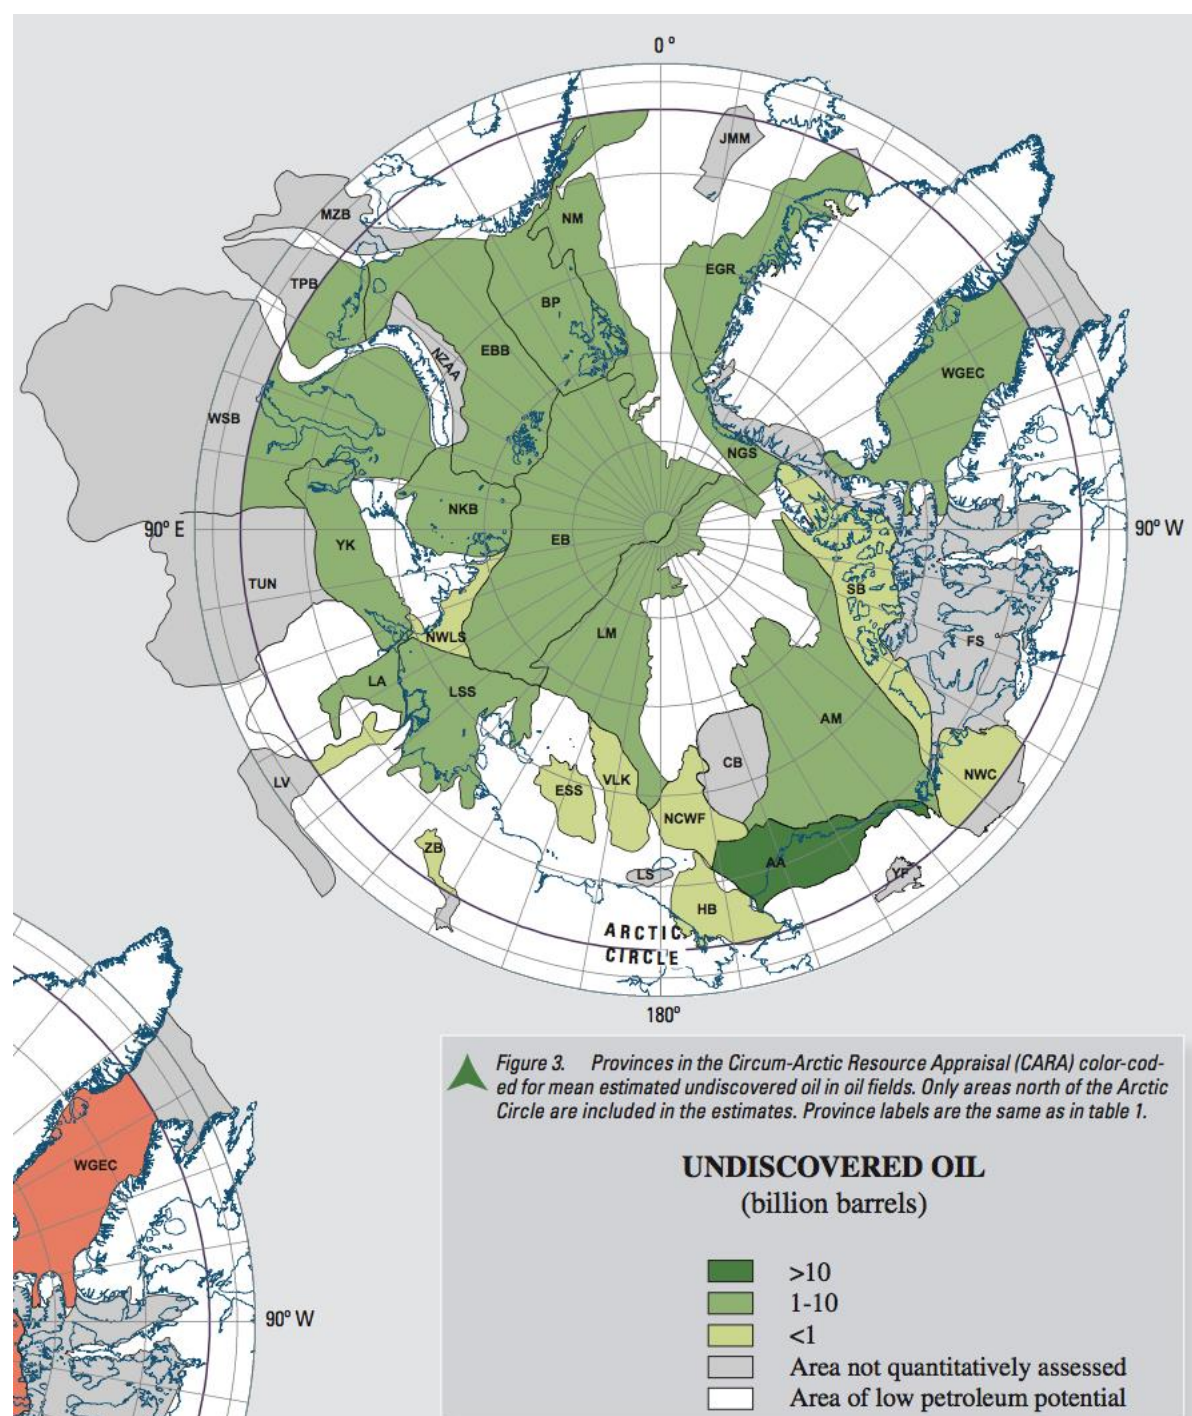 0°
JMM
MZB
NM
TPB
EGR
BP
EBB
NZAA
WGEC
WSB
NGS
NKB
90° E
90° W
YK
EB
TUN
SB
NWLS
LM
FS
LA
LSS
AM
CB
LV
NWC
VLK
ESS
NCWF
ZB
AA
LS
YF
HB
ARCTIC
CIRCLE
180°
WGEC
90° W
Figure 3. Provinces in the Circum-Arctic Resource Appraisal (CARA) color-cod-
ed for mean estimated undiscovered oil in oil fields. Only areas north of the Arctic
Circle are included in the estimates. Province labels are the same as in table 1.
UNDISCOVERED OIL
(billion barrels)
>10
1-10
<1
Area not quantitatively assessed
Area of low petroleum potential